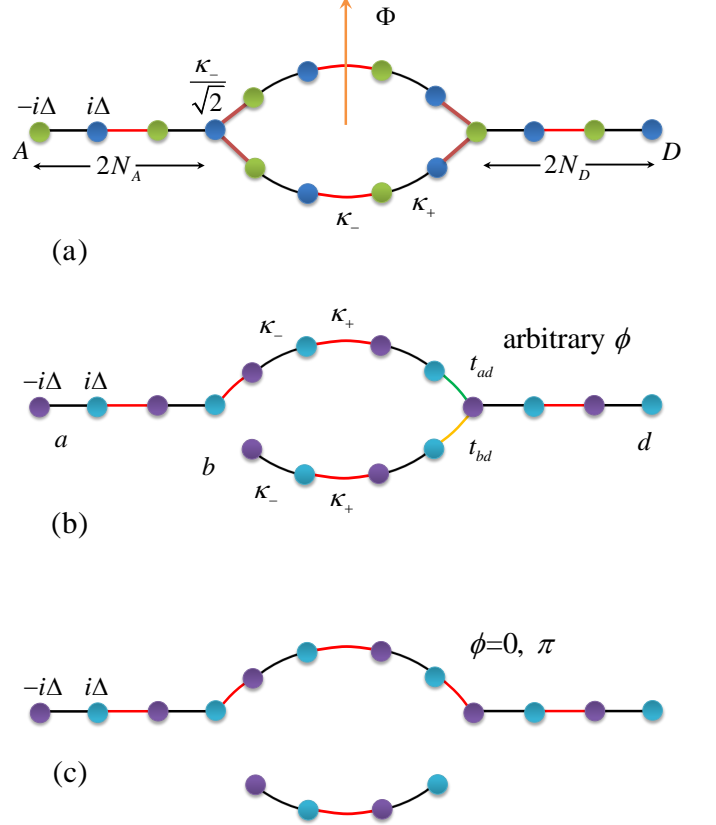 Φ
κ₋/√2
−iΔ iΔ
A 2N_A 2N_D D
κ₋ κ₊
(a)
κ₋ κ₊
t_ad arbitrary ϕ
−iΔ iΔ
a b t_bd d
κ₋ κ₊
(b)
ϕ=0, π
−iΔ iΔ
(c)